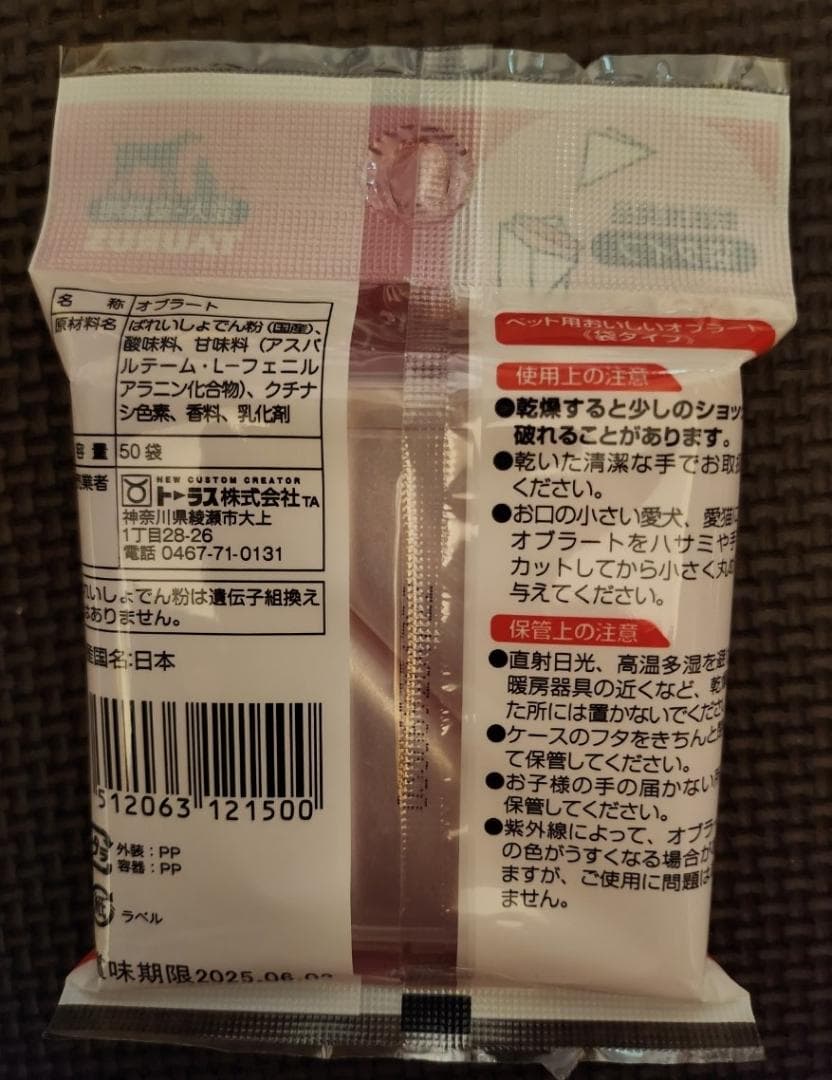 名 称 オブラート
原材料名 ばれいしょでん粉(国産)、
酸味料、甘味料(アスパ
ルテーム・L-フェニル
アラニン化合物)、クチナ
シ色素、香料、乳化剤
容量 50袋
業者 NEW CUSTOM CREATOR
トーラス株式会社 TA
神奈川県綾瀬市大上
1丁目28-26
電話 0467-71-0131
れいしょでん粉は遺伝子組換え
はありません。
産国名:日本
512063 121500
プラ 外装:PP
容器:PP
紙 ラベル
味期限2025.06.03
ペット用おいしいオブラート
《袋タイプ》
使用上の注意
●乾燥すると少しのショッ
破れることがあります。
●乾いた清潔な手でお取扱
ください。
●お口の小さい愛犬、愛猫に
オブラートをハサミや手
カットしてから小さく丸め
与えてください。
保管上の注意
●直射日光、高温多湿を避
暖房器具の近くなど、乾
た所には置かないでくださ
●ケースのフタをきちんと
て保管してください。
●お子様の手の届かない所
保管してください。
●紫外線によって、オブラ
の色がうすくなる場合が
ますが、ご使用に問題は
ません。